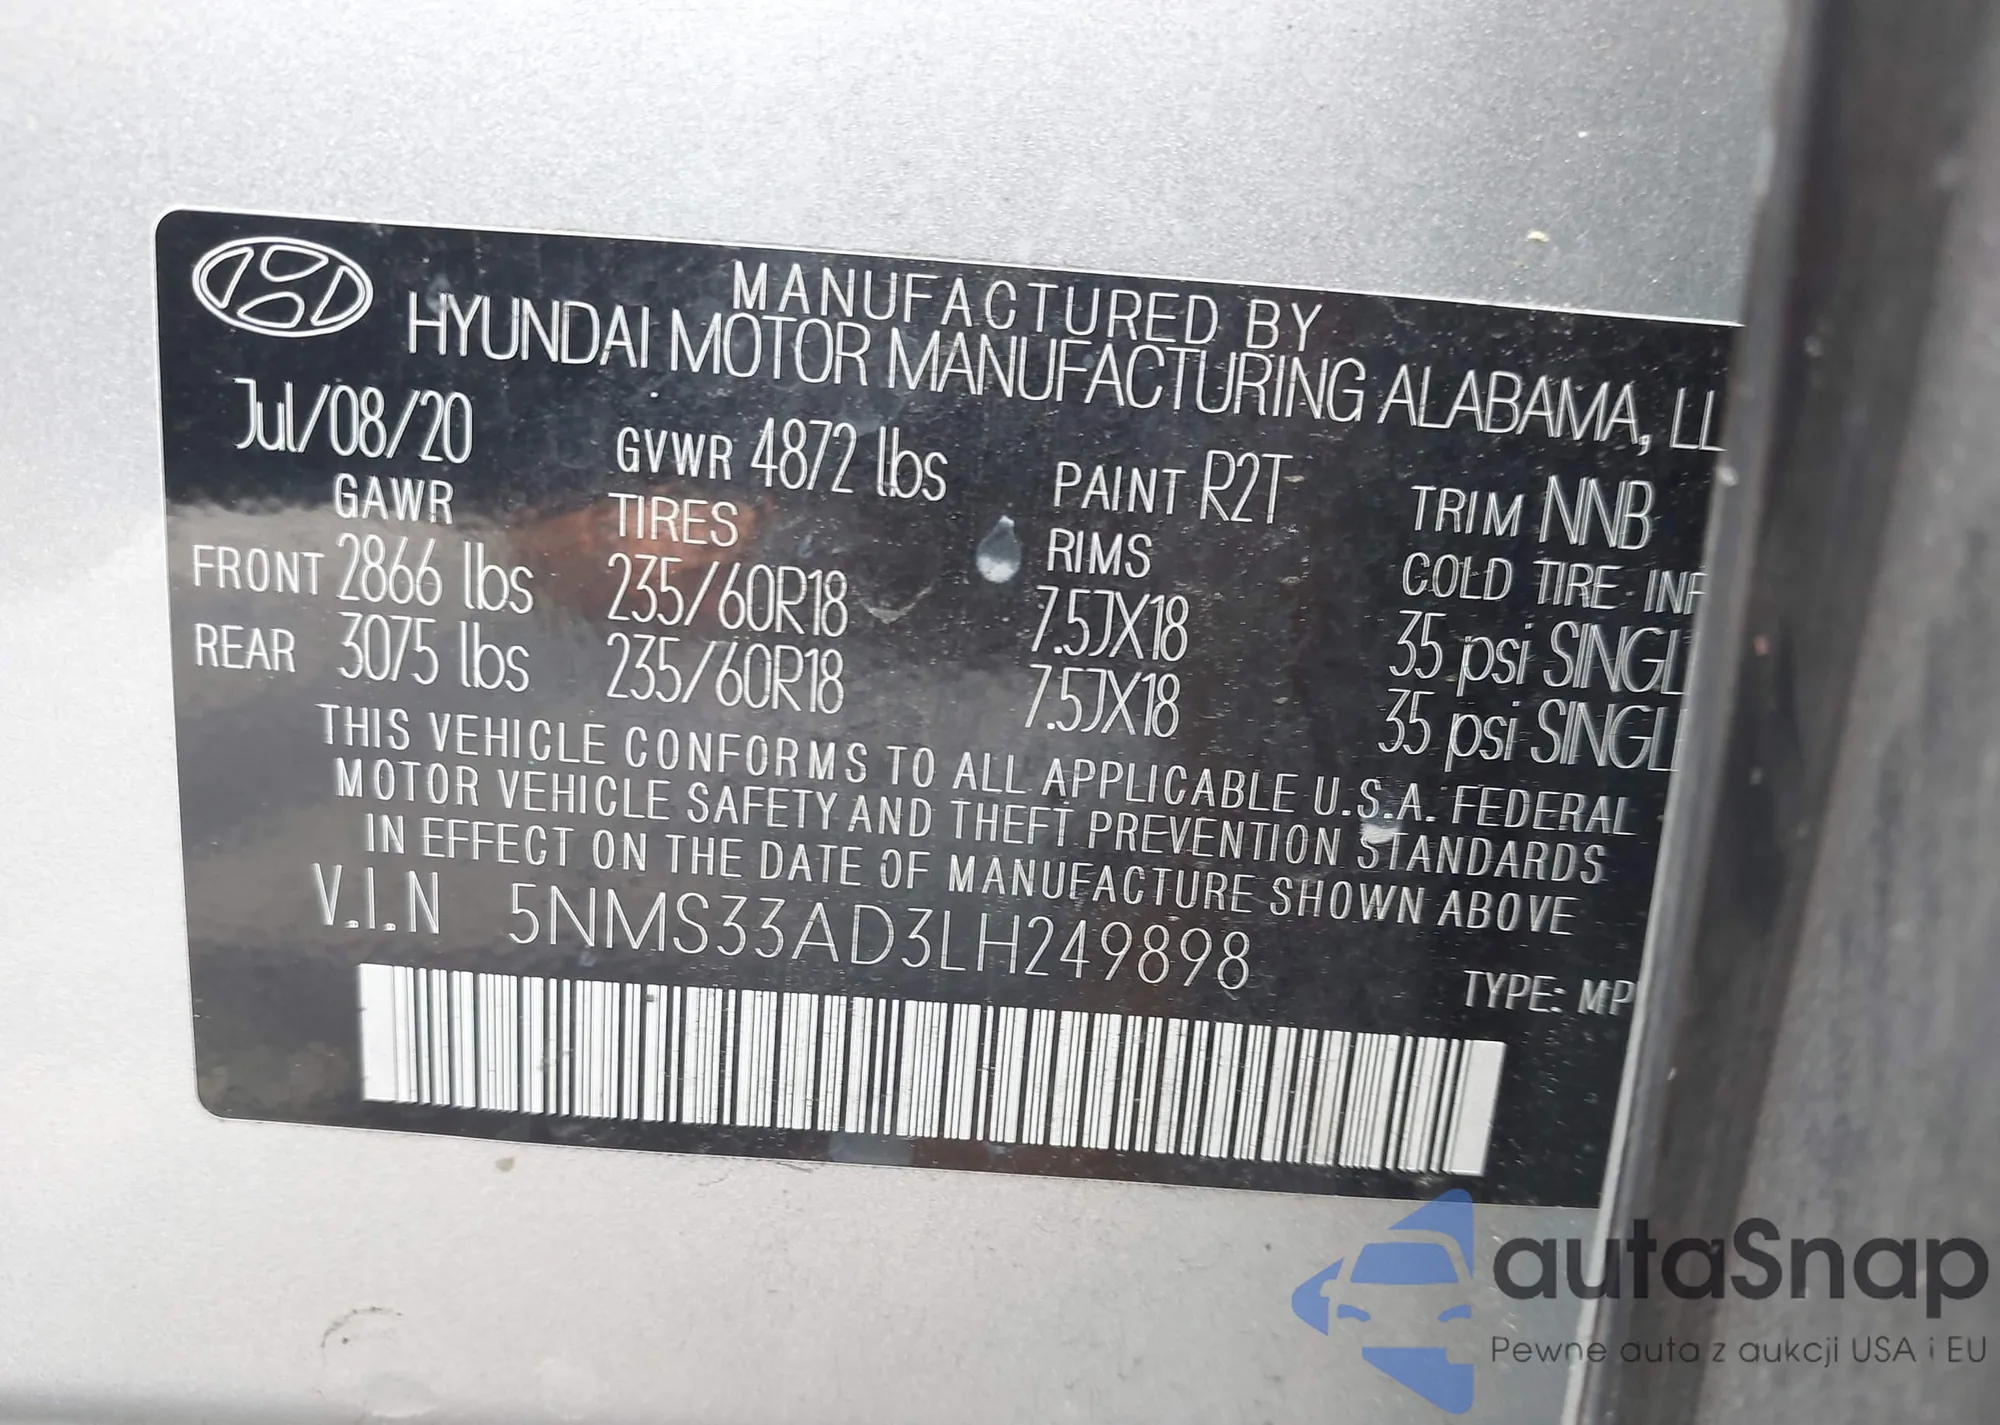 MANUFACTURED BY
HYUNDAI MOTOR MANUFACTURING ALABAMA, LL
Jul/08/20 GVWR 4872 lbs PAINT R2T TRIM NNB
GAWR TIRES RIMS COLD TIRE INF
FRONT 2866 lbs 235/60R18 7.5JX18 35 psi SINGL
REAR 3075 lbs 235/60R18 7.5JX18 35 psi SINGL
THIS VEHICLE CONFORMS TO ALL APPLICABLE U.S.A. FEDERAL
MOTOR VEHICLE SAFETY AND THEFT PREVENTION STANDARDS
IN EFFECT ON THE DATE OF MANUFACTURE SHOWN ABOVE
V.I.N 5NMS33AD3LH249898
TYPE: MP
autaSnap
Pewne auta z aukcji USA i EU